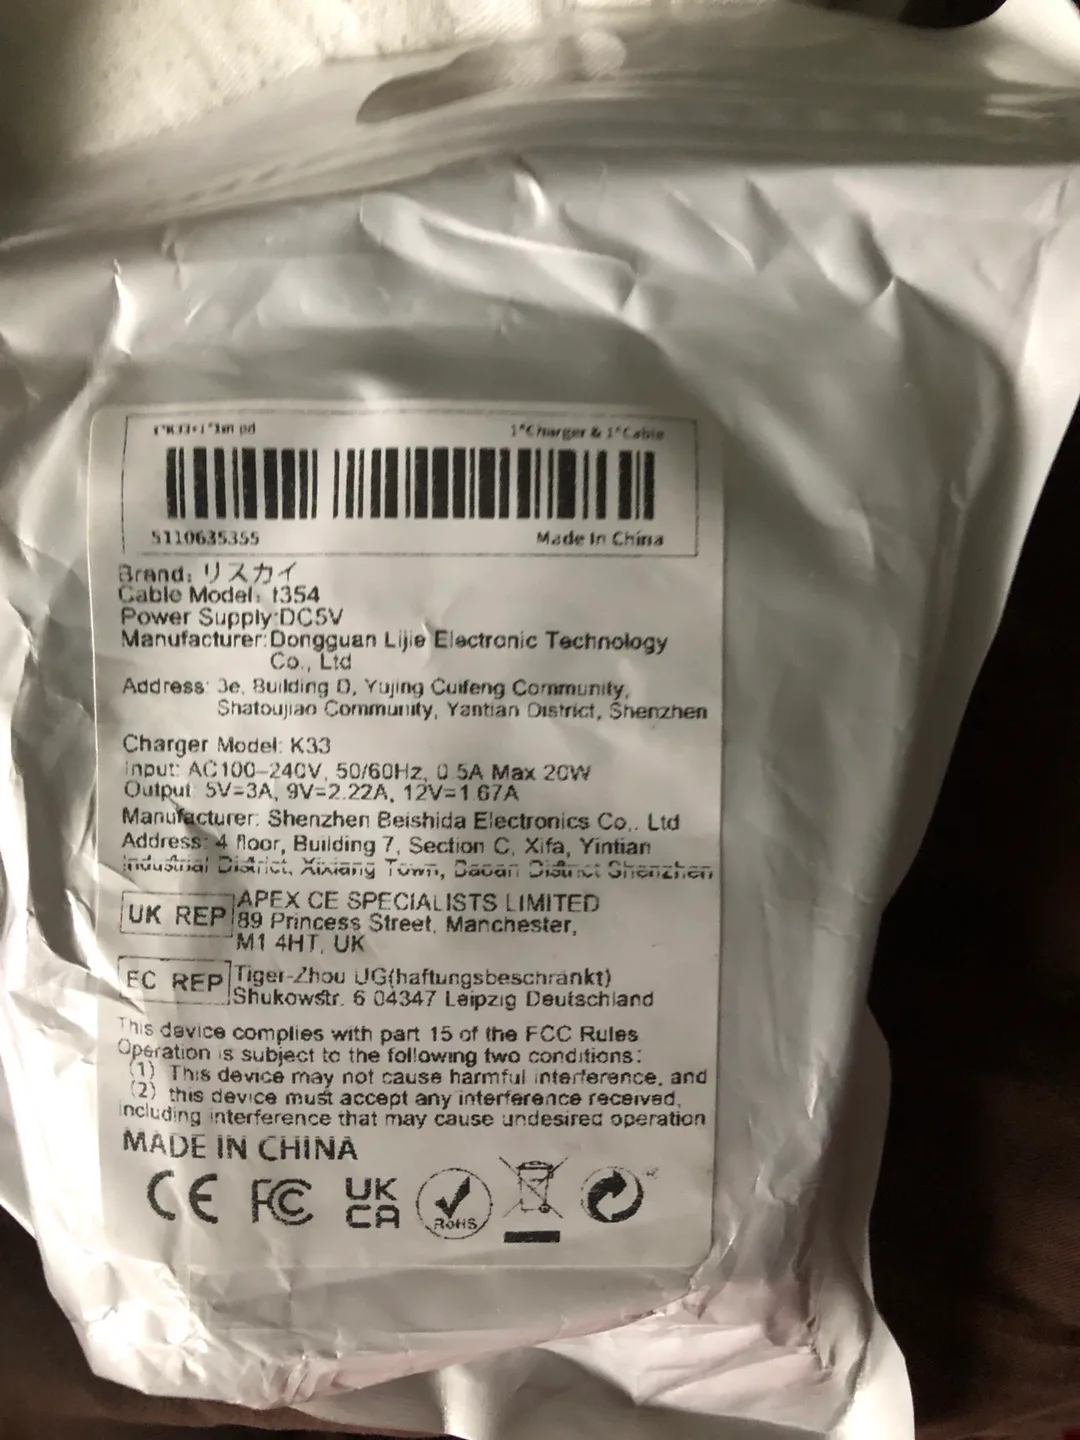 1*K33+1*1m pd
1*Charger & 1*Cable
5110635355
Made In China
Brand: リスカイ
Cable Model: t354
Power Supply:DC5V
Manufacturer:Dongguan Lijie Electronic Technology
Co., Ltd
Address: 3e, Building D, Yujing Cuifeng Community,
Shatoujiao Community, Yantian District, Shenzhen
Charger Model: K33
Input: AC100-240V, 50/60Hz, 0.5A Max 20W
Output: 5V=3A, 9V=2.22A, 12V=1.67A
Manufacturer: Shenzhen Beishida Electronics Co., Ltd
Address: 4 floor, Building 7, Section C, Xifa, Yintian
Industrial District, Xixiang Town, Baoan District Shenzhen
UK REP
APEX CE SPECIALISTS LIMITED
89 Princess Street, Manchester,
M1 4HT, UK
EC REP
Tiger-Zhou UG(haftungsbeschränkt)
Shukowstr. 6 04347 Leipzig Deutschland
This device complies with part 15 of the FCC Rules
Operation is subject to the following two conditions:
(1) This device may not cause harmful interference, and
(2) this device must accept any interference received,
including interference that may cause undesired operation
MADE IN CHINA
CE FC UK CA RoHS